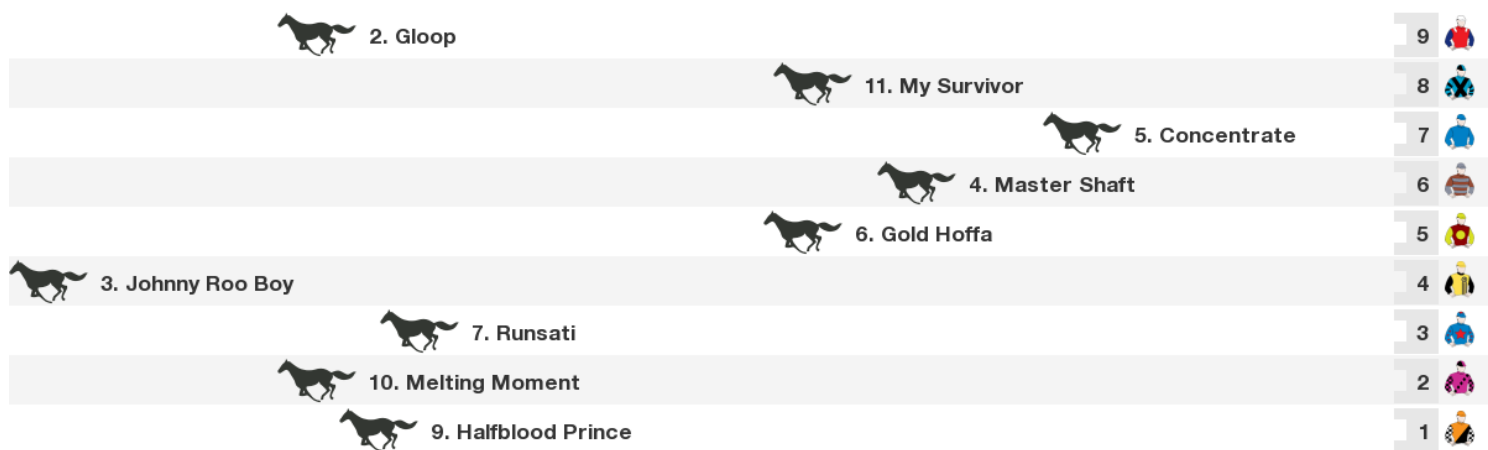 2. Gloop 9
11. My Survivor 8
5. Concentrate 7
4. Master Shaft 6
6. Gold Hoffa 5
3. Johnny Roo Boy 4
7. Runsati 3
10. Melting Moment 2
9. Halfblood Prince 1